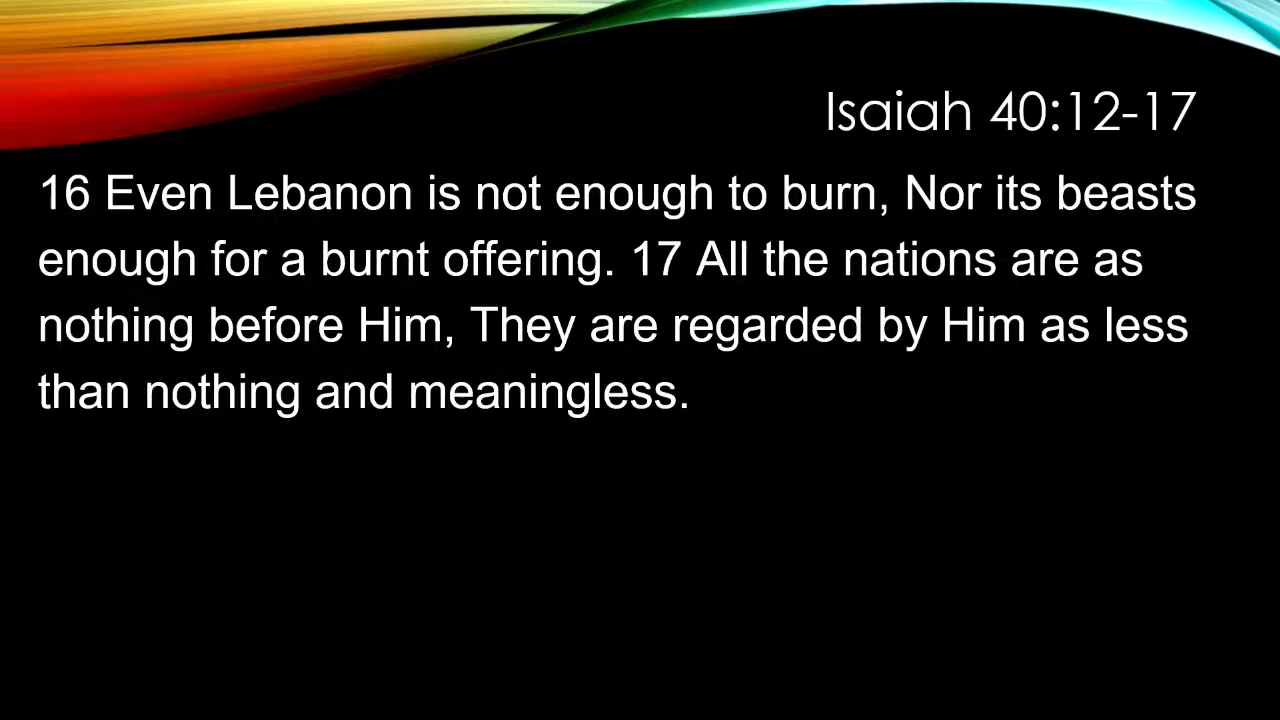 Isaiah 40:12-17
16 Even Lebanon is not enough to burn, Nor its beasts
enough for a burnt offering. 17 All the nations are as
nothing before Him, They are regarded by Him as less
than nothing and meaningless.